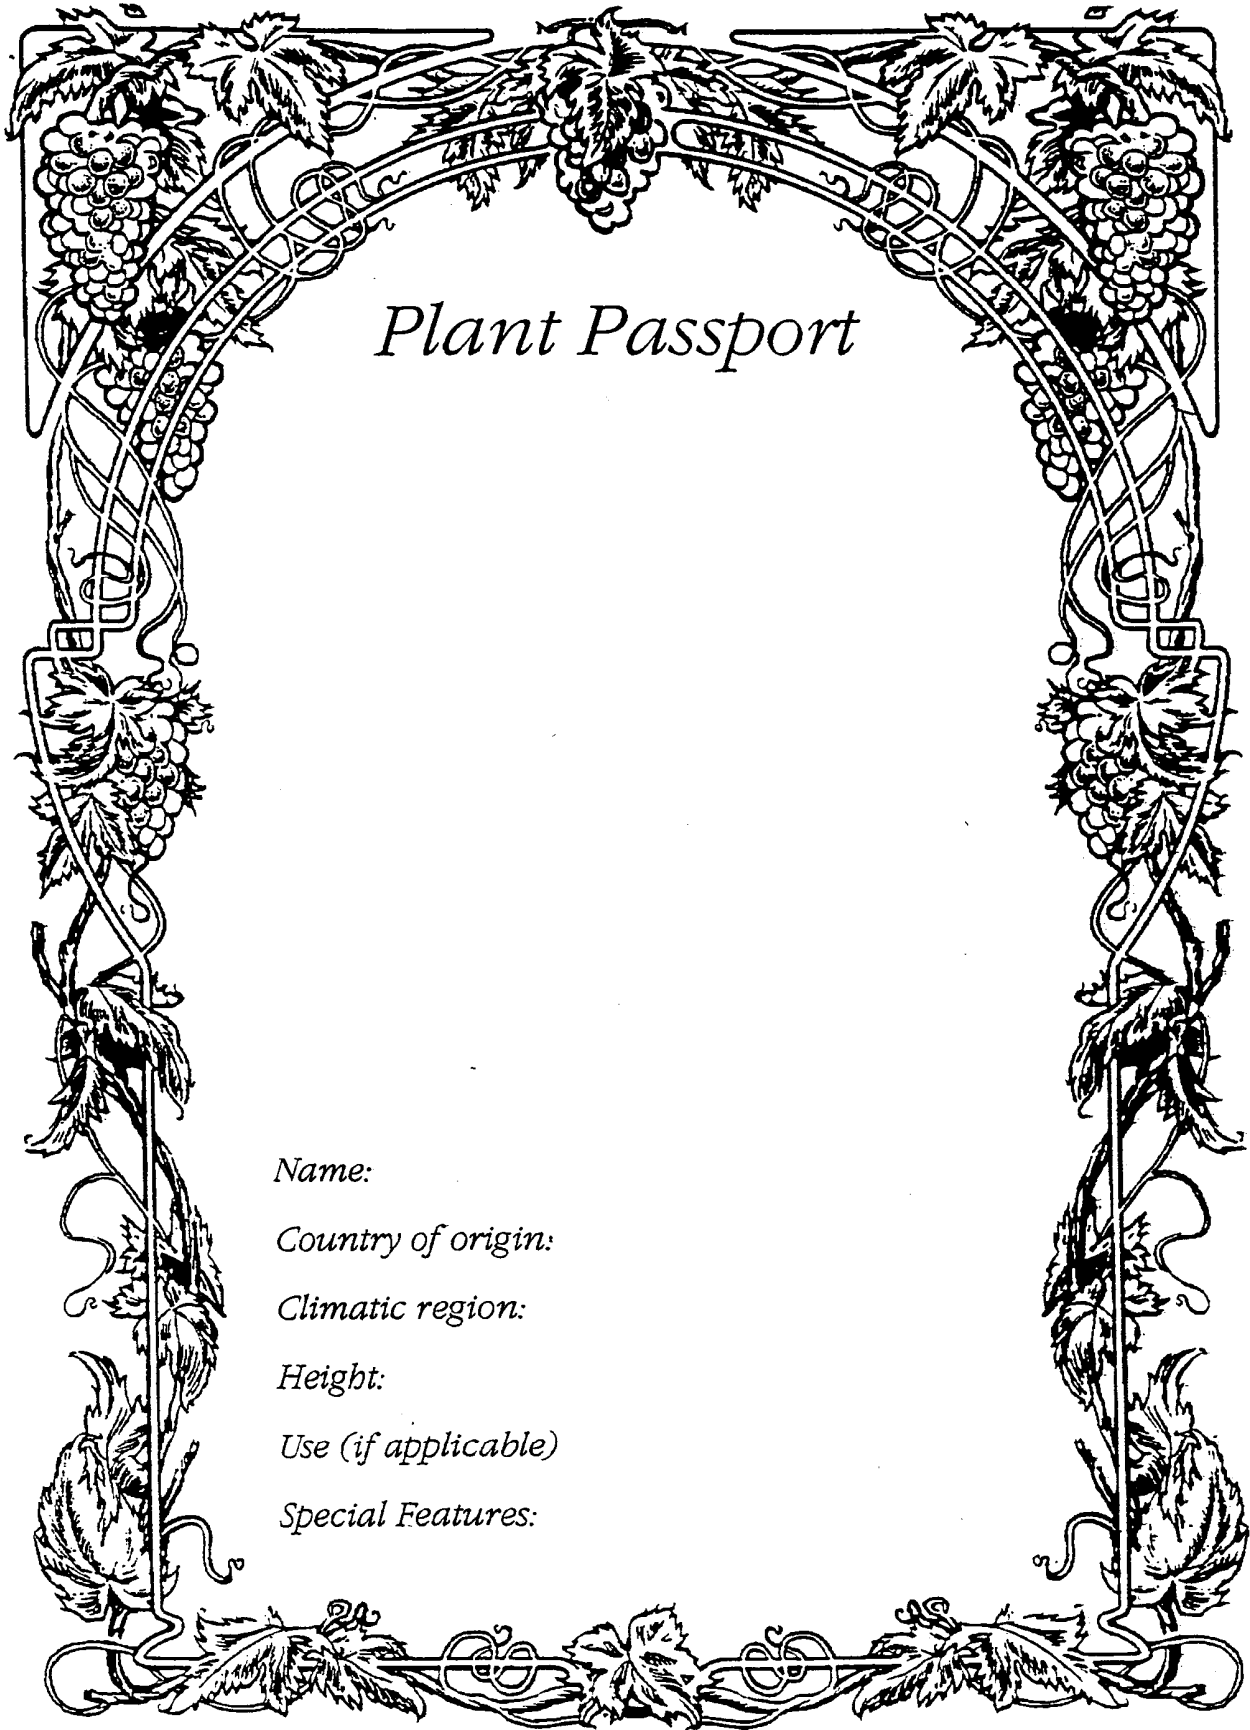 Plant Passport
Name:
Country of origin:
Climatic region:
Height:
Use (if applicable)
Special Features: